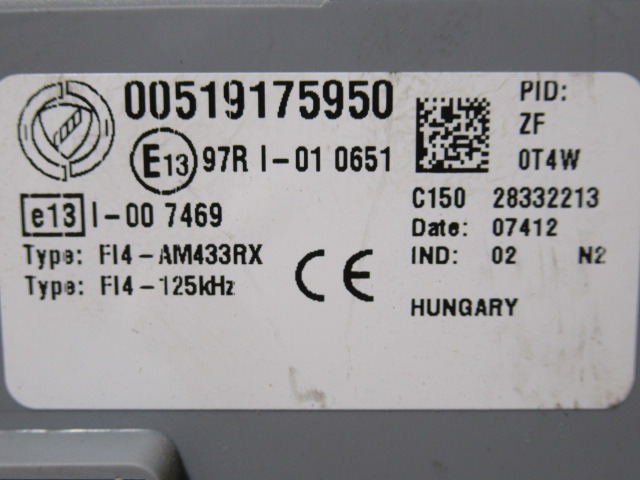 00519175950
E13 97R I-01 0651
e13 I-00 7469
Type: FI4-AM433RX
Type: FI4-125kHz
CE
PID:
ZF
0T4W
C150 28332213
Date: 07412
IND: 02 N2
HUNGARY